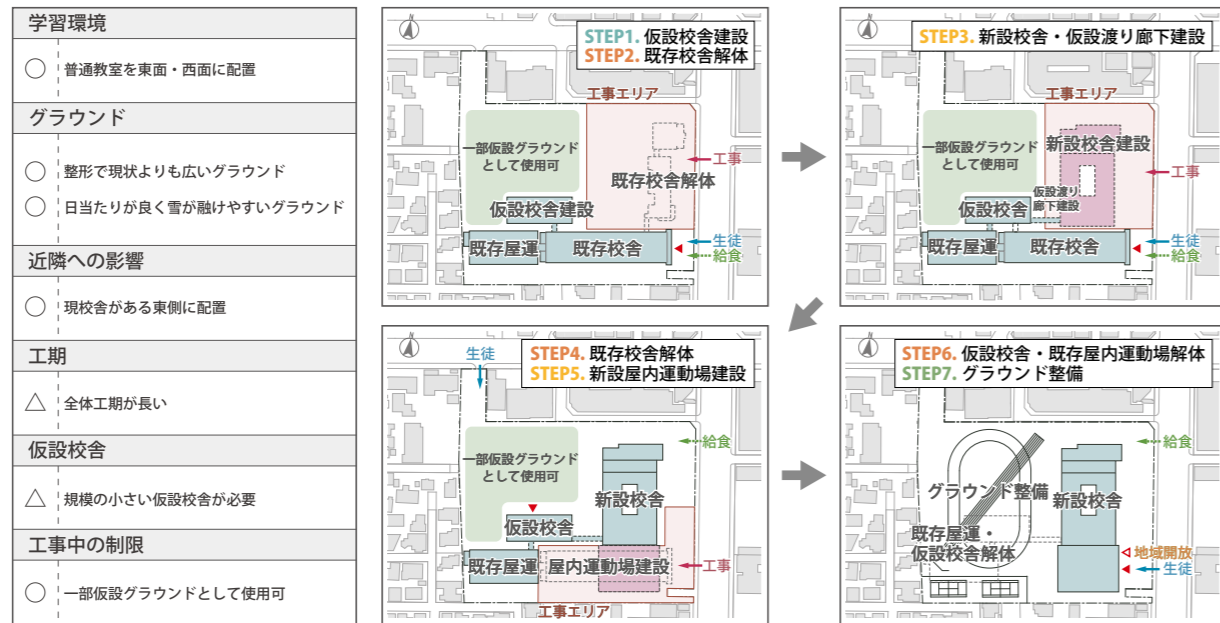 学習環境
○ 普通教室を東面・西面に配置
グラウンド
○ 整形で現状よりも広いグラウンド
○ 日当たりが良く雪が融けやすいグラウンド
近隣への影響
○ 現校舎がある東側に配置
工期
△ 全体工期が長い
仮設校舎
△ 規模の小さい仮設校舎が必要
工事中の制限
○ 一部仮設グラウンドとして使用可
STEP1. 仮設校舎建設
STEP2. 既存校舎解体
工事エリア
一部仮設グラウンド
として使用可
工事
既存校舎解体
仮設校舎建設
既存屋運
既存校舎
生徒
給食
STEP3. 新設校舎・仮設渡り廊下建設
工事エリア
一部仮設グラウンド
として使用可
新設校舎建設
工事
仮設渡り
廊下建設
仮設校舎
既存屋運
既存校舎
生徒
給食
生徒
STEP4. 既存校舎解体
STEP5. 新設屋内運動場建設
給食
一部仮設グラウンド
として使用可
新設校舎
仮設校舎
既存屋運
屋内運動場建設
工事
工事エリア
STEP6. 仮設校舎・既存屋内運動場解体
STEP7. グラウンド整備
給食
グラウンド整備
新設校舎
既存屋運・
仮設校舎解体
地域開放
生徒